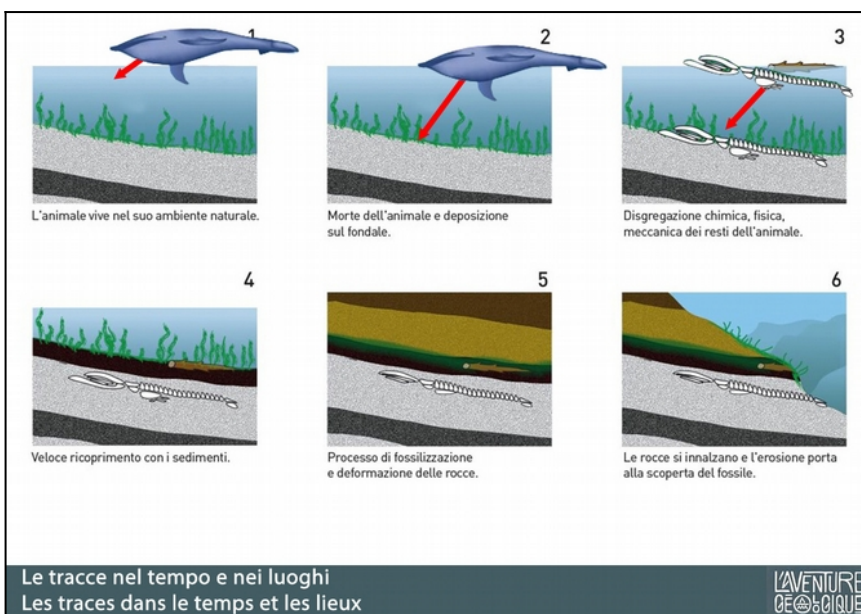 1
L'animale vive nel suo ambiente naturale.
2
Morte dell'animale e deposizione
sul fondale.
3
Disgregazione chimica, fisica,
meccanica dei resti dell'animale.
4
Veloce ricoprimento con i sedimenti.
5
Processo di fossilizzazione
e deformazione delle rocce.
6
Le rocce si innalzano e l'erosione porta
alla scoperta del fossile.
Le tracce nel tempo e nei luoghi
Les traces dans le temps et les lieux
L'AVENTURE
GÉOLOGIQUE